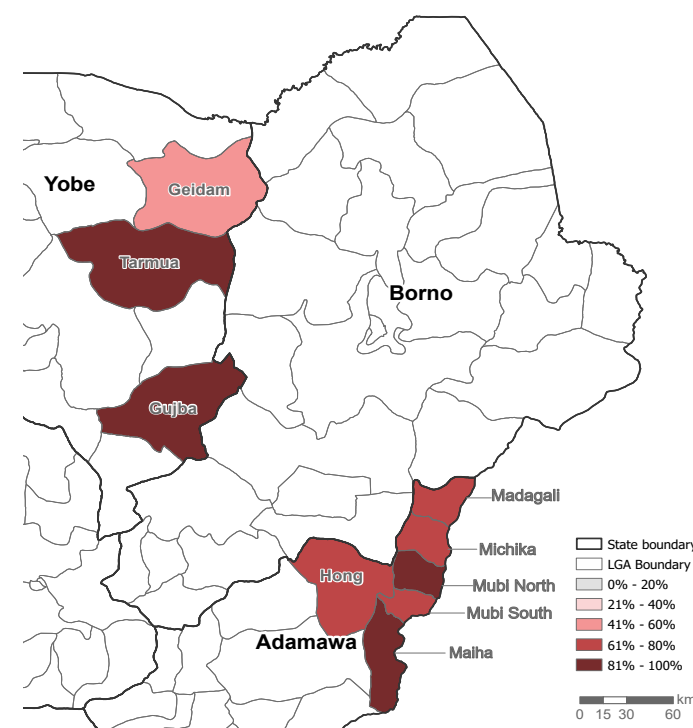 Yobe
Geidam
Tarmua
Borno
Gujba
Madagali
Michika
Hong
Mubi North
Mubi South
Adamawa
Maiha
State boundary
LGA Boundary
0% - 20%
21% - 40%
41% - 60%
61% - 80%
81% - 100%
km
0 15 30 60